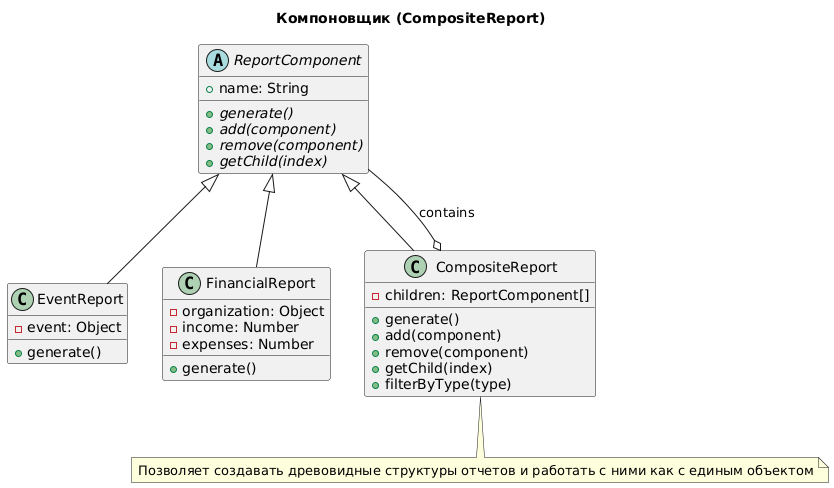 Компоновщик (CompositeReport)
A ReportComponent
name: String
generate()
add(component)
remove(component)
getChild(index)
contains
C EventReport
event: Object
generate()
C FinancialReport
organization: Object
income: Number
expenses: Number
generate()
C CompositeReport
children: ReportComponent[]
generate()
add(component)
remove(component)
getChild(index)
filterByType(type)
Позволяет создавать древовидные структуры отчетов и работать с ними как с единым объектом